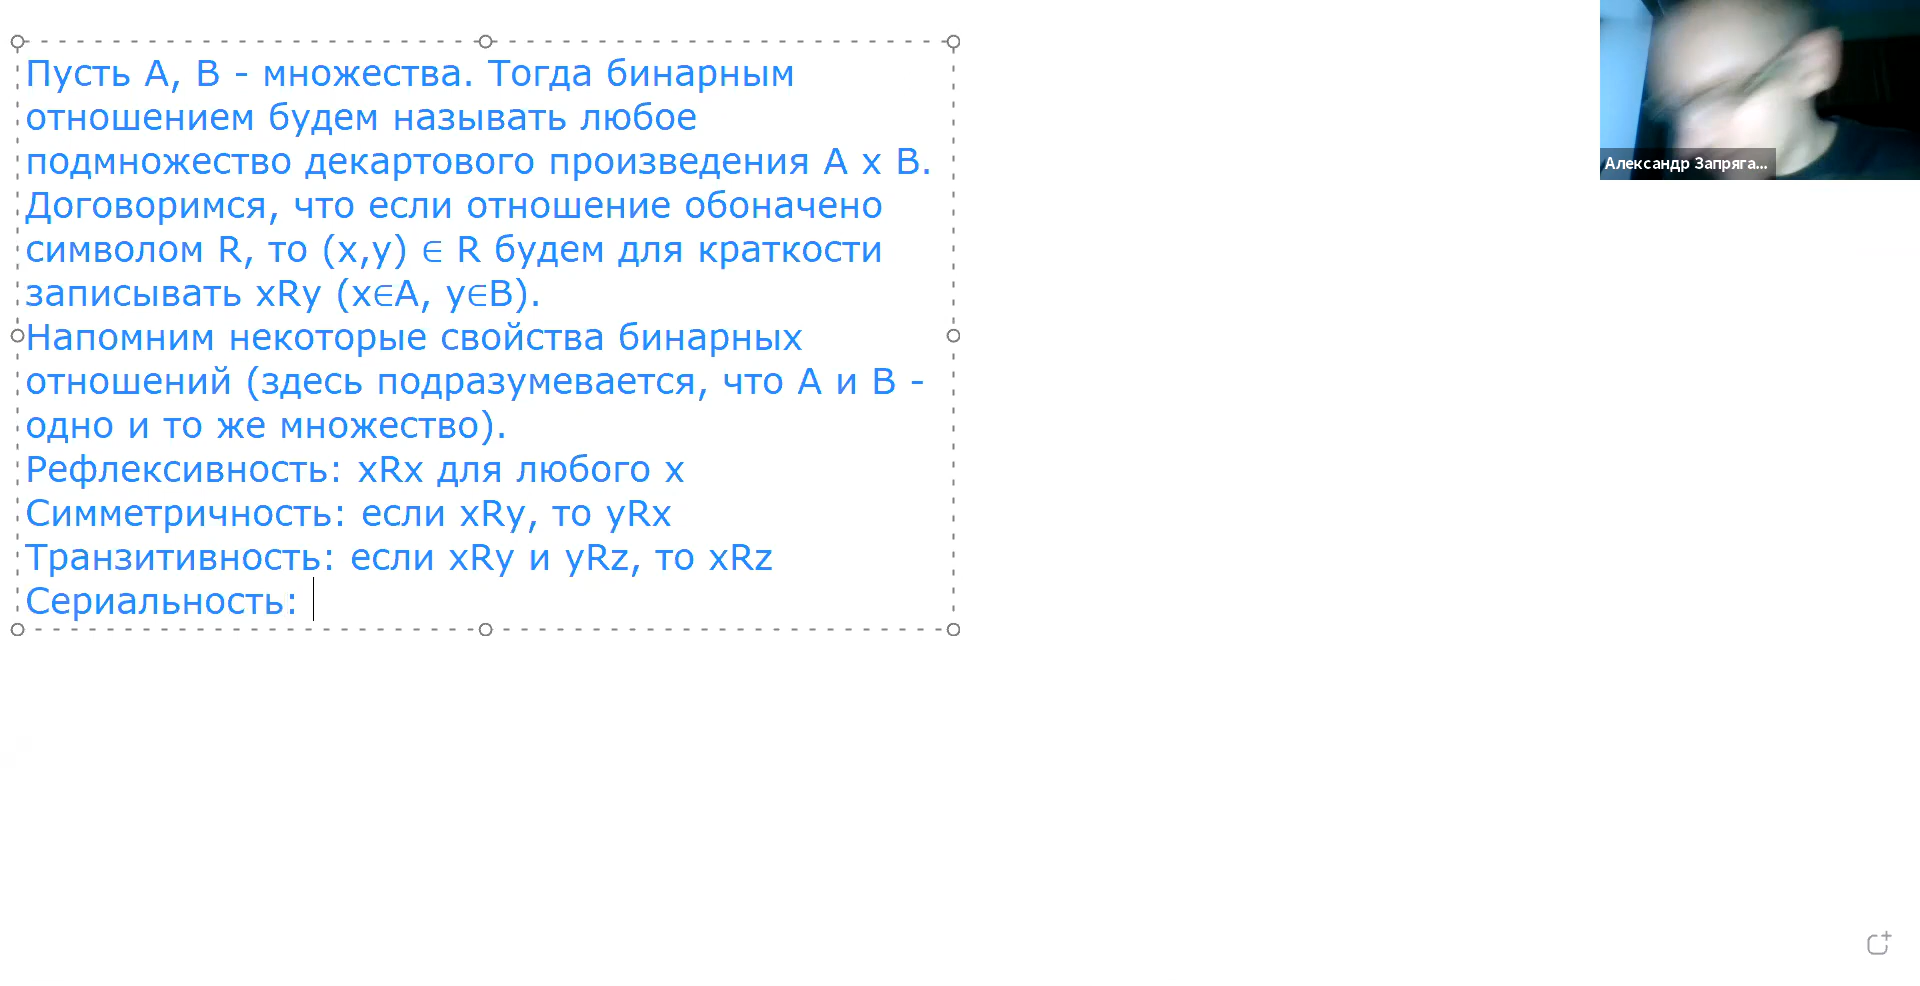 Пусть A, B - множества. Тогда бинарным
отношением будем называть любое
подмножество декартового произведения A x B.
Договоримся, что если отношение обоначено
символом R, то (x,y) ∈ R будем для краткости
записывать xRy (x∈A, y∈B).
Напомним некоторые свойства бинарных
отношений (здесь подразумевается, что A и B -
одно и то же множество).
Рефлексивность: xRx для любого x
Симметричность: если xRy, то yRx
Транзитивность: если xRy и yRz, то xRz
Сериальность:
Александр Запряга...